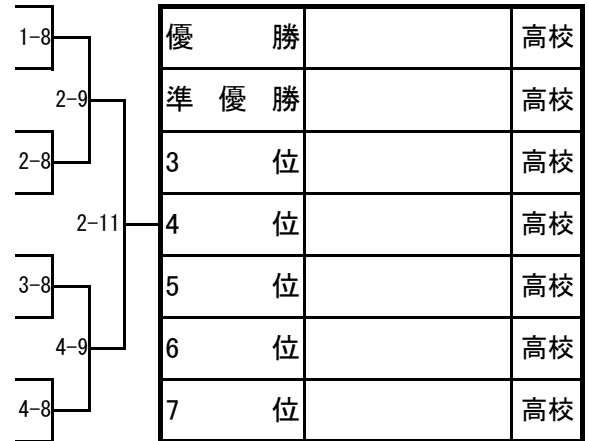 1-8
2-9
2-8
2-11
3-8
4-9
4-8
優勝 高校
準優勝 高校
3位 高校
4位 高校
5位 高校
6位 高校
7位 高校